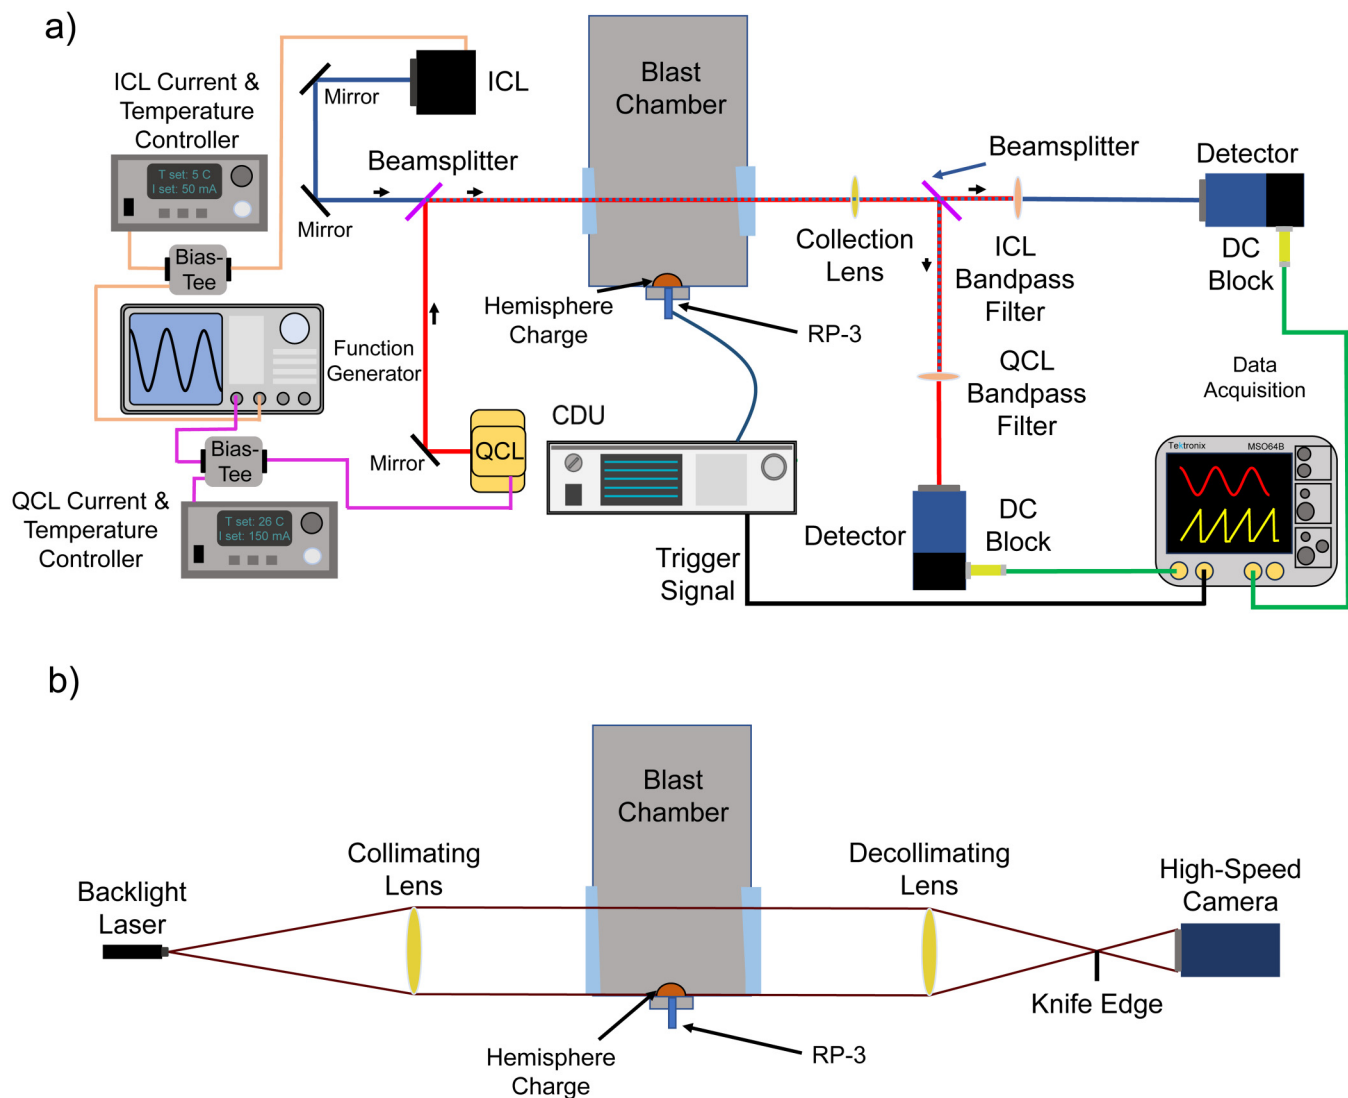 a)
ICL Current &
Temperature
Controller
T set: 5 C
I set: 50 mA
Mirror
ICL
Blast
Chamber
Beamsplitter
Mirror
Beamsplitter
Detector
Bias-
Tee
Collection
Lens
ICL
Bandpass
Filter
DC
Block
Hemisphere
Charge
RP-3
Function
Generator
QCL
Bandpass
Filter
Data
Acquisition
CDU
Bias-
Tee
Mirror
QCL
Tektronix
MSO64B
QCL Current &
Temperature
Controller
T set: 26 C
I set: 150 mA
Detector
DC
Block
Trigger
Signal
b)
Blast
Chamber
Collimating
Lens
Decollimating
Lens
Backlight
Laser
High-Speed
Camera
Knife Edge
Hemisphere
Charge
RP-3